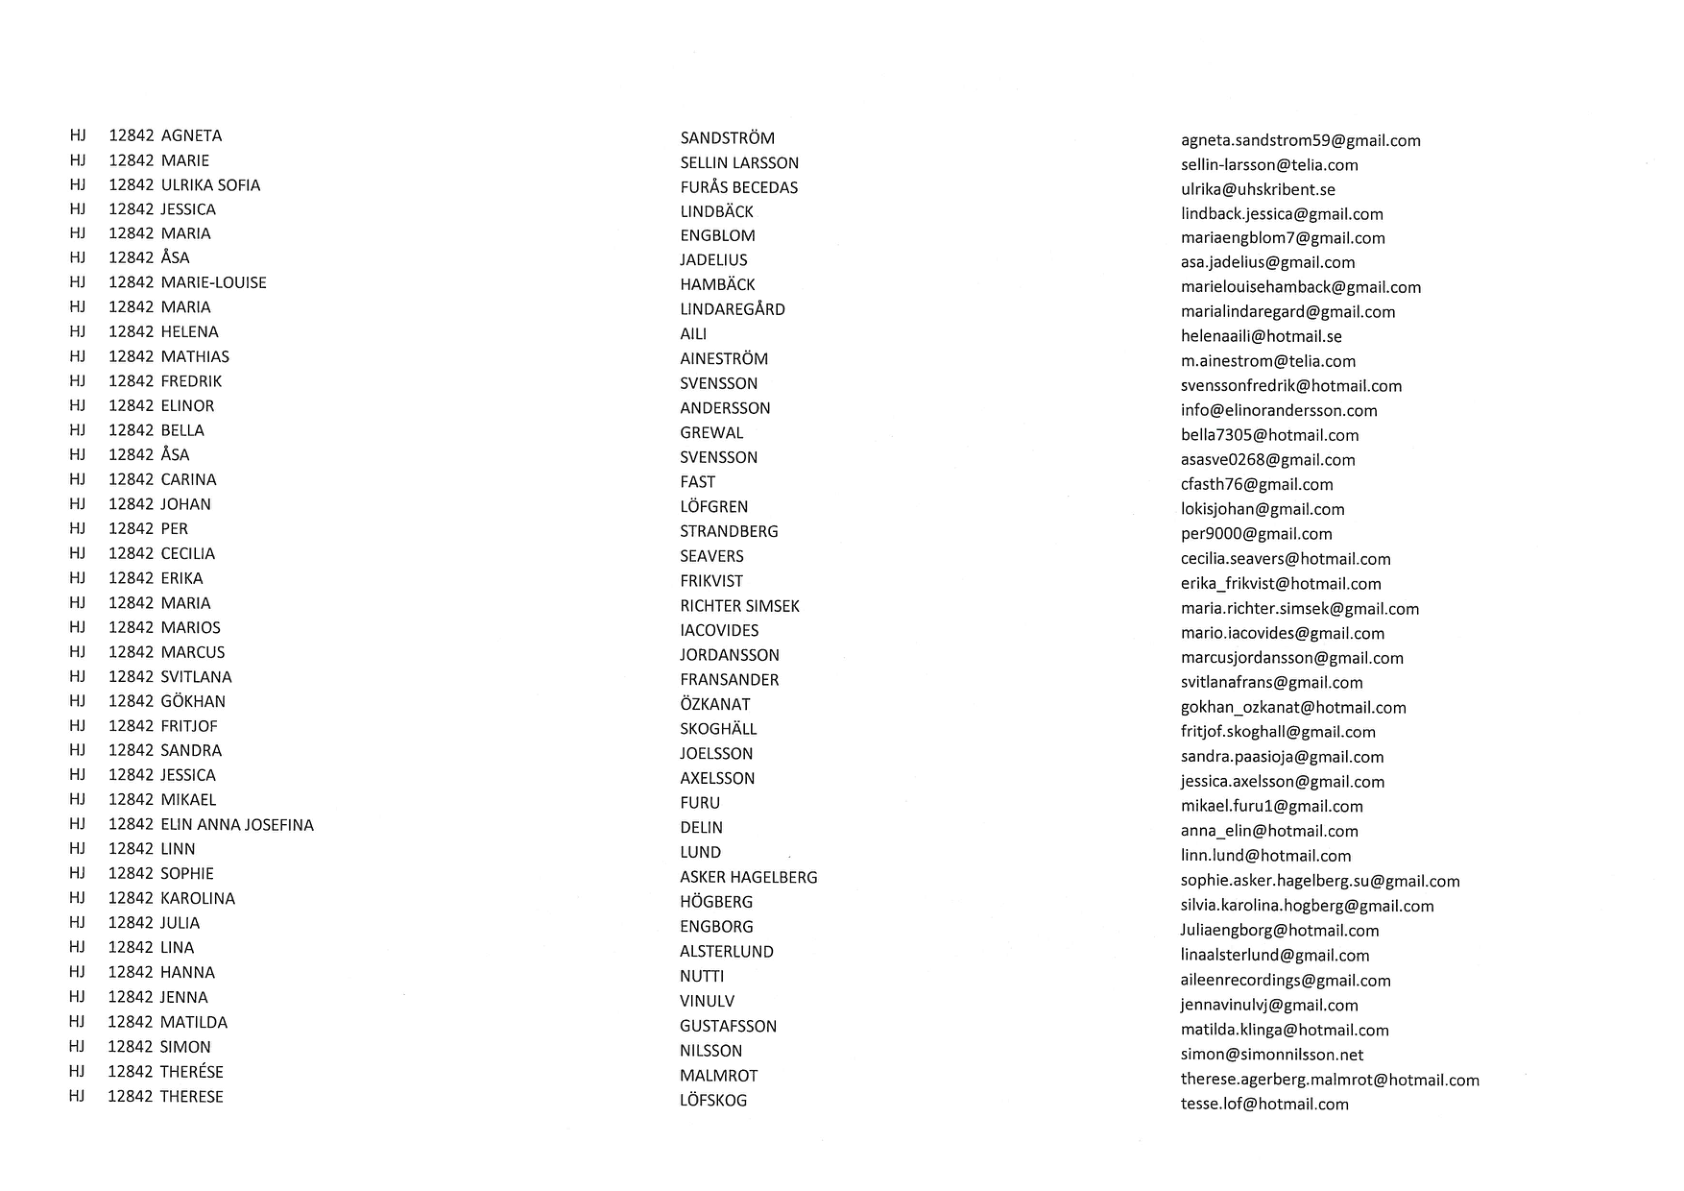 HJ 12842 AGNETA SANDSTRÖM agneta.sandstrom59@gmail.com
HJ 12842 MARIE SELLIN LARSSON sellin-larsson@telia.com
HJ 12842 ULRIKA SOFIA FURÅS BECEDAS ulrika@uhskribent.se
HJ 12842 JESSICA LINDBÄCK lindback.jessica@gmail.com
HJ 12842 MARIA ENGBLOM mariaengblom7@gmail.com
HJ 12842 ÅSA JADELIUS asa.jadelius@gmail.com
HJ 12842 MARIE-LOUISE HAMBÄCK marielouisehamback@gmail.com
HJ 12842 MARIA LINDAREGÅRD marialindaregard@gmail.com
HJ 12842 HELENA AILI helenaaili@hotmail.se
HJ 12842 MATHIAS AINESTRÖM m.ainestrom@telia.com
HJ 12842 FREDRIK SVENSSON svenssonfredrik@hotmail.com
HJ 12842 ELINOR ANDERSSON info@elinorandersson.com
HJ 12842 BELLA GREWAL bella7305@hotmail.com
HJ 12842 ÅSA SVENSSON asasve0268@gmail.com
HJ 12842 CARINA FAST cfasth76@gmail.com
HJ 12842 JOHAN LÖFGREN lokisjohan@gmail.com
HJ 12842 PER STRANDBERG per9000@gmail.com
HJ 12842 CECILIA SEAVERS cecilia.seavers@hotmail.com
HJ 12842 ERIKA FRIKVIST erika_frikvist@hotmail.com
HJ 12842 MARIA RICHTER SIMSEK maria.richter.simsek@gmail.com
HJ 12842 MARIOS IACOVIDES mario.iacovides@gmail.com
HJ 12842 MARCUS JORDANSSON marcusjordansson@gmail.com
HJ 12842 SVITLANA FRANSANDER svitlanafrans@gmail.com
HJ 12842 GÖKHAN ÖZKANAT gokhan_ozkanat@hotmail.com
HJ 12842 FRITJOF SKOGHÄLL fritjof.skoghall@gmail.com
HJ 12842 SANDRA JOELSSON sandra.paasioja@gmail.com
HJ 12842 JESSICA AXELSSON jessica.axelsson@gmail.com
HJ 12842 MIKAEL FURU mikael.furu1@gmail.com
HJ 12842 ELIN ANNA JOSEFINA DELIN anna_elin@hotmail.com
HJ 12842 LINN LUND linn.lund@hotmail.com
HJ 12842 SOPHIE ASKER HAGELBERG sophie.asker.hagelberg.su@gmail.com
HJ 12842 KAROLINA HÖGBERG silvia.karolina.hogberg@gmail.com
HJ 12842 JULIA ENGBORG Juliaengborg@hotmail.com
HJ 12842 LINA ALSTERLUND linaalsterlund@gmail.com
HJ 12842 HANNA NUTTI aileenrecordings@gmail.com
HJ 12842 JENNA VINULV jennavinulvj@gmail.com
HJ 12842 MATILDA GUSTAFSSON matilda.klinga@hotmail.com
HJ 12842 SIMON NILSSON simon@simonnilsson.net
HJ 12842 THERÉSE MALMROT therese.agerberg.malmrot@hotmail.com
HJ 12842 THERESE LÖFSKOG tesse.lof@hotmail.com